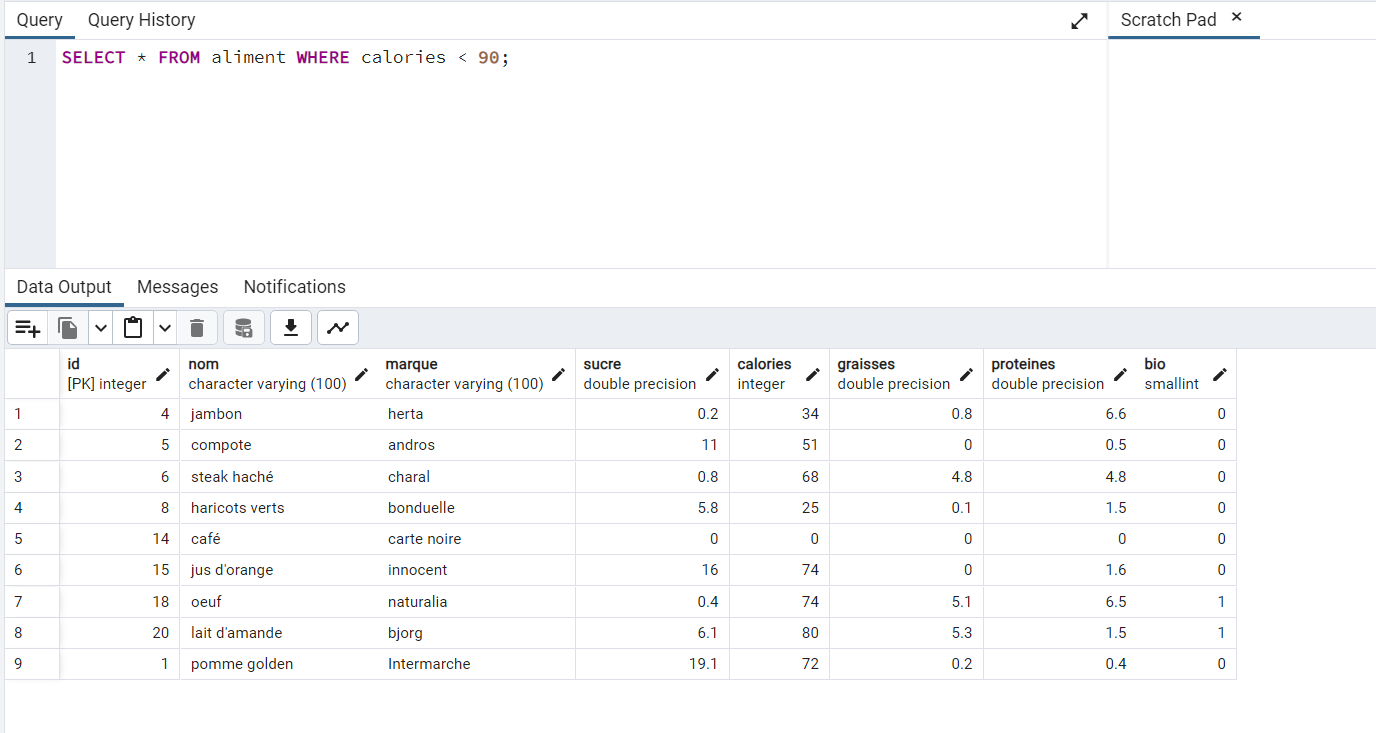 Query Query History Scratch Pad ×
1 SELECT * FROM aliment WHERE calories < 90;
Data Output Messages Notifications
id nom marque sucre calories graisses proteines bio
[PK] integer character varying (100) character varying (100) double precision integer double precision double precision smallint
1 4 jambon herta 0.2 34 0.8 6.6 0
2 5 compote andros 11 51 0 0.5 0
3 6 steak haché charal 0.8 68 4.8 4.8 0
4 8 haricots verts bonduelle 5.8 25 0.1 1.5 0
5 14 café carte noire 0 0 0 0 0
6 15 jus d'orange innocent 16 74 0 1.6 0
7 18 oeuf naturalia 0.4 74 5.1 6.5 1
8 20 lait d'amande bjorg 6.1 80 5.3 1.5 1
9 1 pomme golden Intermarche 19.1 72 0.2 0.4 0